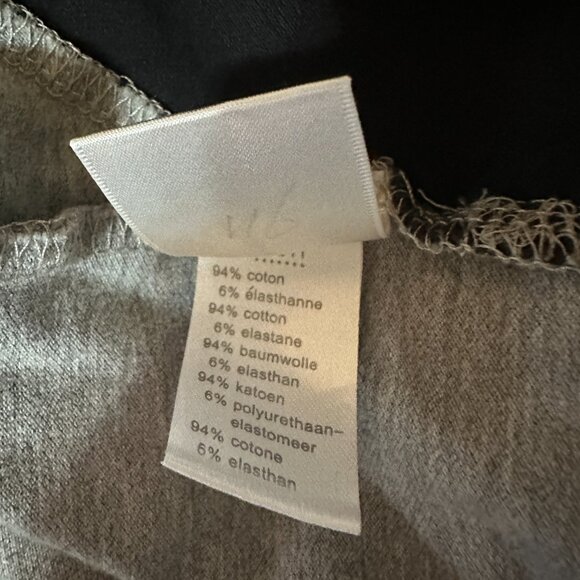 94% coton
6% élasthanne
94% cotton
6% elastane
94% baumwolle
6% elasthan
94% katoen
6% polyurethaan-
elastomeer
94% cotone
6% elasthan